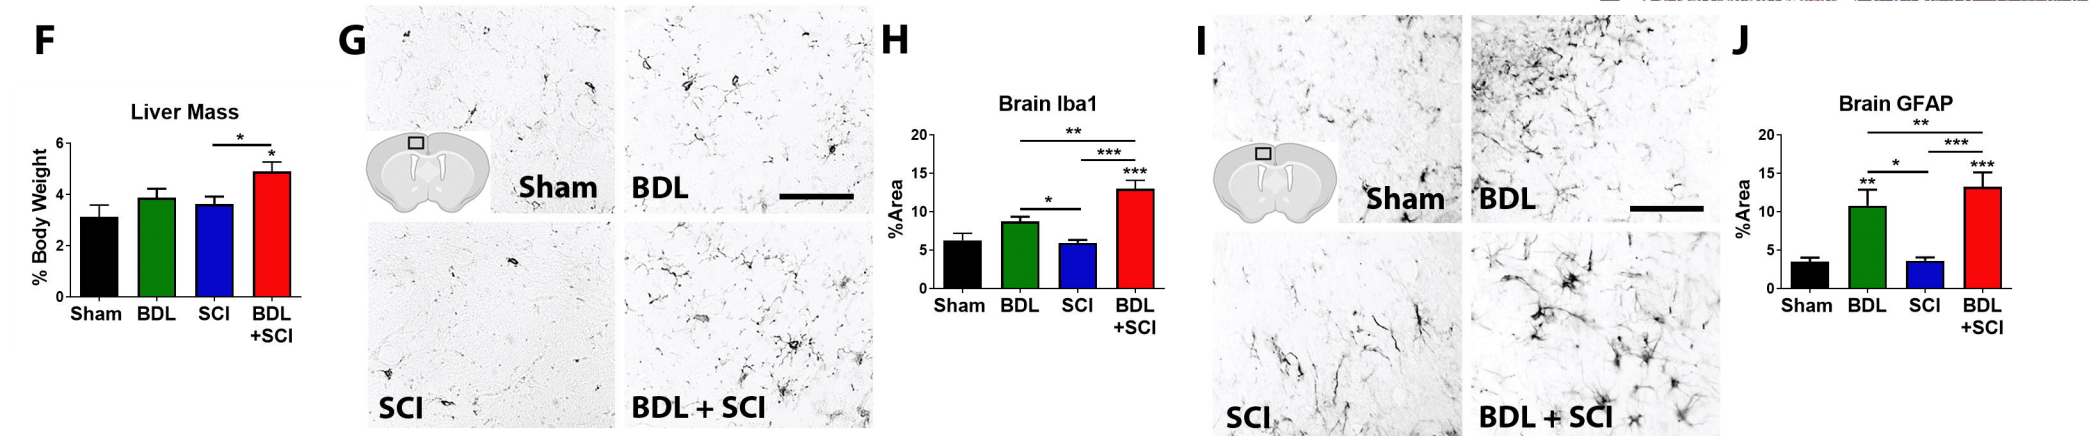 F
Liver Mass
% Body Weight
6
4
2
0
*
*
Sham BDL SCI BDL
+SCI
G
Sham
BDL
SCI
BDL + SCI
H
Brain Iba1
%Area
20
15
10
5
0
**
***
***
*
Sham BDL SCI BDL
+SCI
I
Sham
BDL
SCI
BDL + SCI
J
Brain GFAP
%Area
20
15
10
5
0
**
***
***
*
**
Sham BDL SCI BDL
+SCI